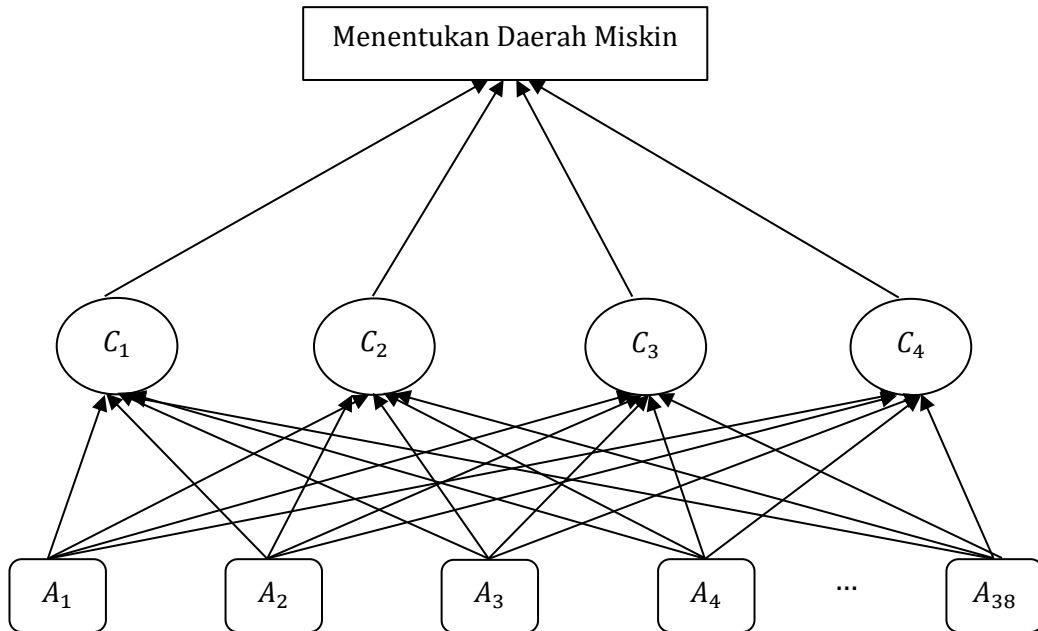 Menentukan Daerah Miskin
C₁ C₂ C₃ C₄
A₁ A₂ A₃ A₄ ... A₃₈